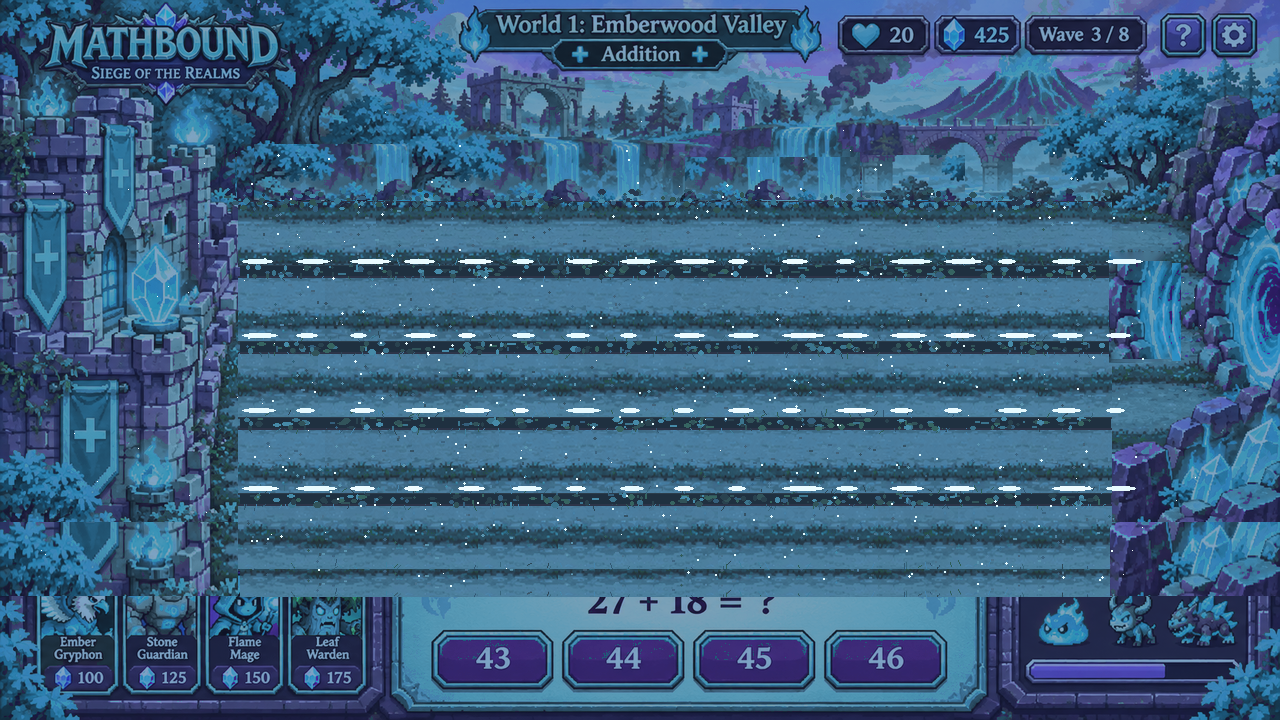 MATHBOUND
SIEGE OF THE REALMS
World 1: Emberwood Valley
Addition
20
425
Wave 3 / 8
?
27 + 18 = ?
43
44
45
46
Ember
Gryphon
100
Stone
Guardian
125
Flame
Mage
150
Leaf
Warden
175